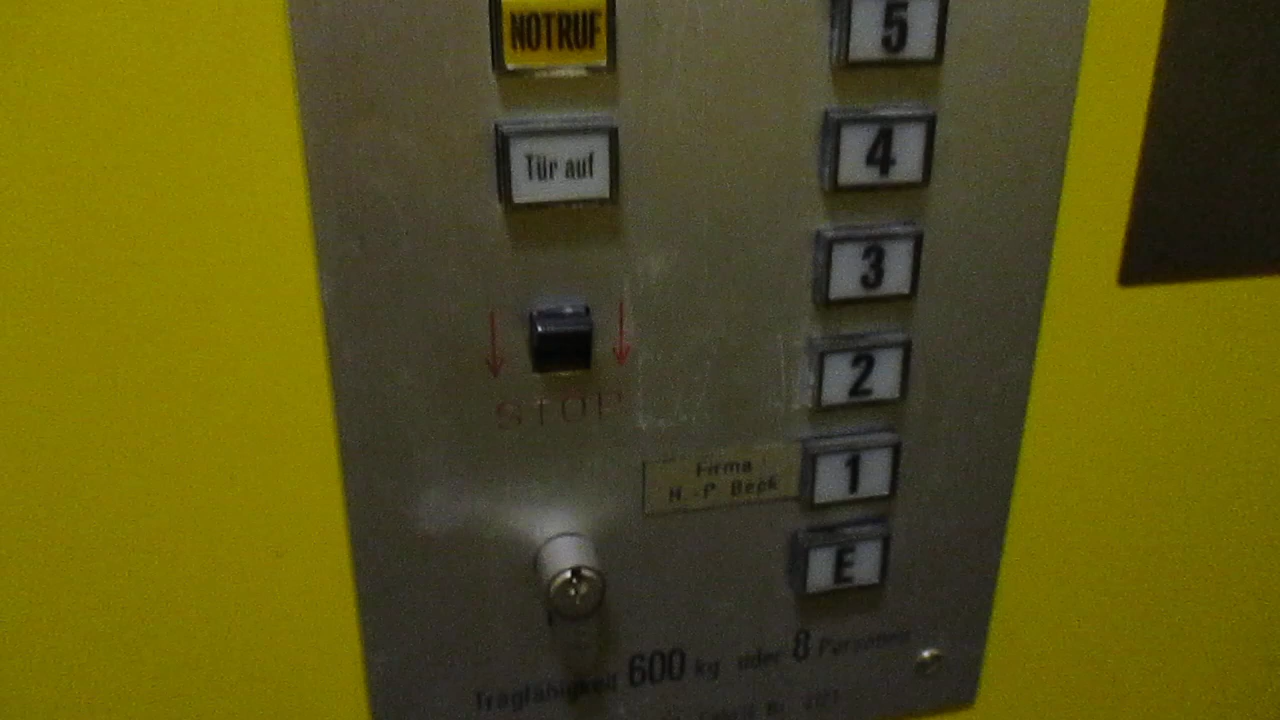 NOTRUF
5
Tür auf
4
3
STOP
2
Firma
H.-P Beck
1
E
Tragfähigkeit 600 kg oder 8 Personen